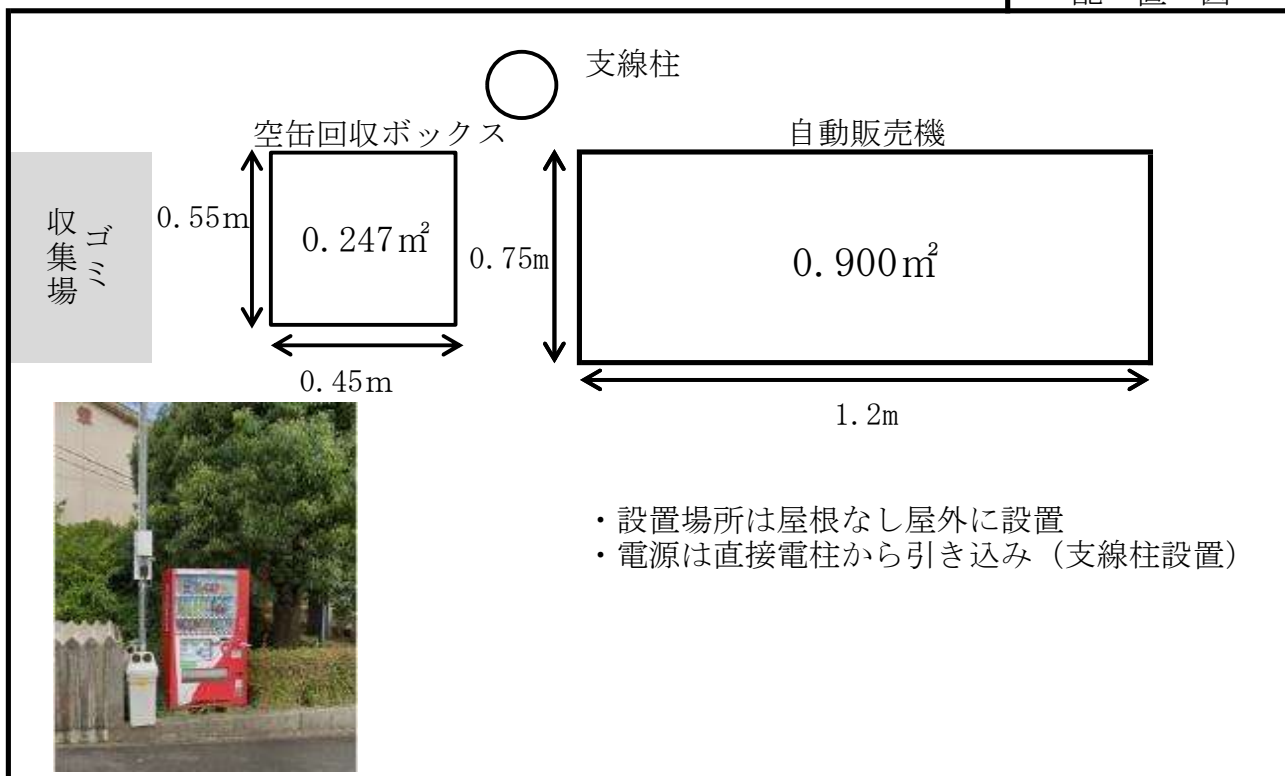 配 置 図
支線柱
空缶回収ボックス
自動販売機
ゴミ
収集場
0.55m
0.247㎡
0.75m
0.900㎡
0.45m
1.2m
・設置場所は屋根なし屋外に設置
・電源は直接電柱から引き込み（支線柱設置）